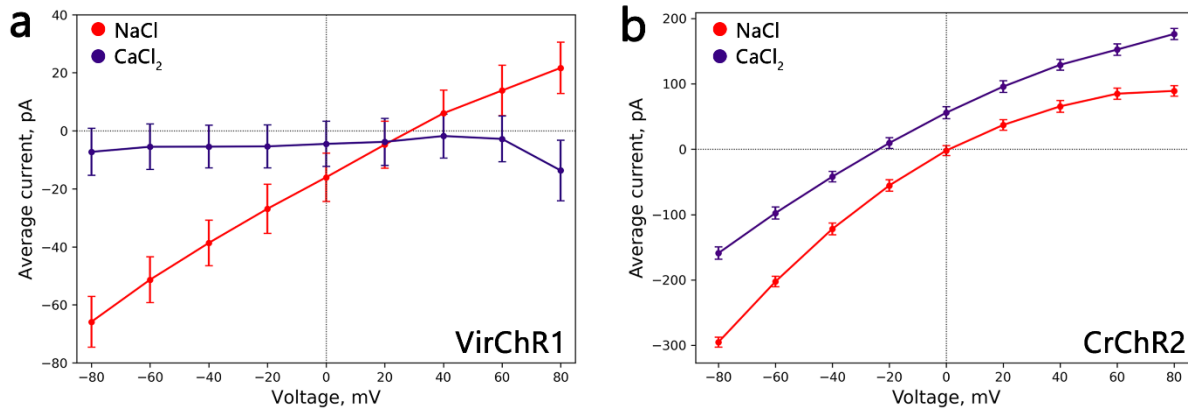 a
NaCl
CaCl₂
Average current, pA
40
20
0
−20
−40
−60
−80
VirChR1
−80 −60 −40 −20 0 20 40 60 80
Voltage, mV
b
NaCl
CaCl₂
Average current, pA
200
100
0
−100
−200
−300
CrChR2
−80 −60 −40 −20 0 20 40 60 80
Voltage, mV